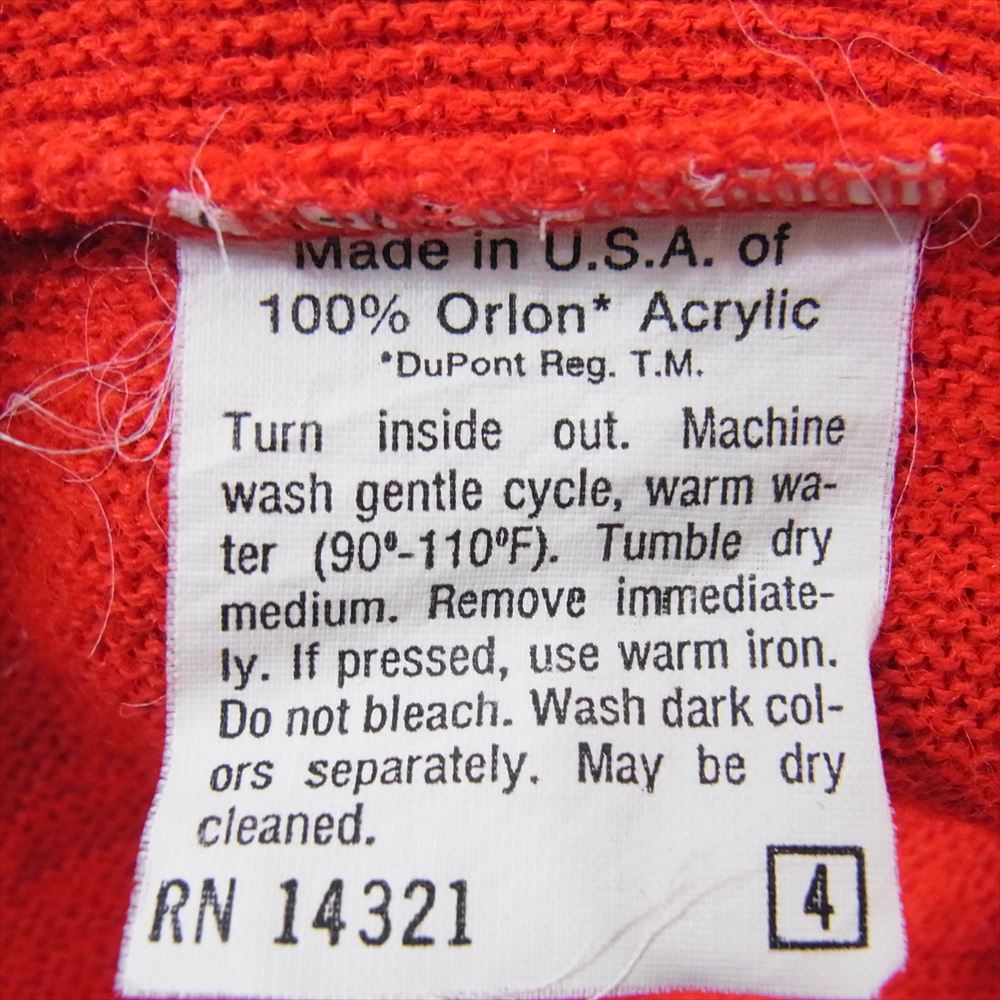 Made in U.S.A. of
100% Orlon* Acrylic
*DuPont Reg. T.M.
Turn inside out. Machine
wash gentle cycle, warm wa-
ter (90º-110ºF). Tumble dry
medium. Remove immediate-
ly. If pressed, use warm iron.
Do not bleach. Wash dark col-
ors separately. May be dry
cleaned.
RN 14321 4